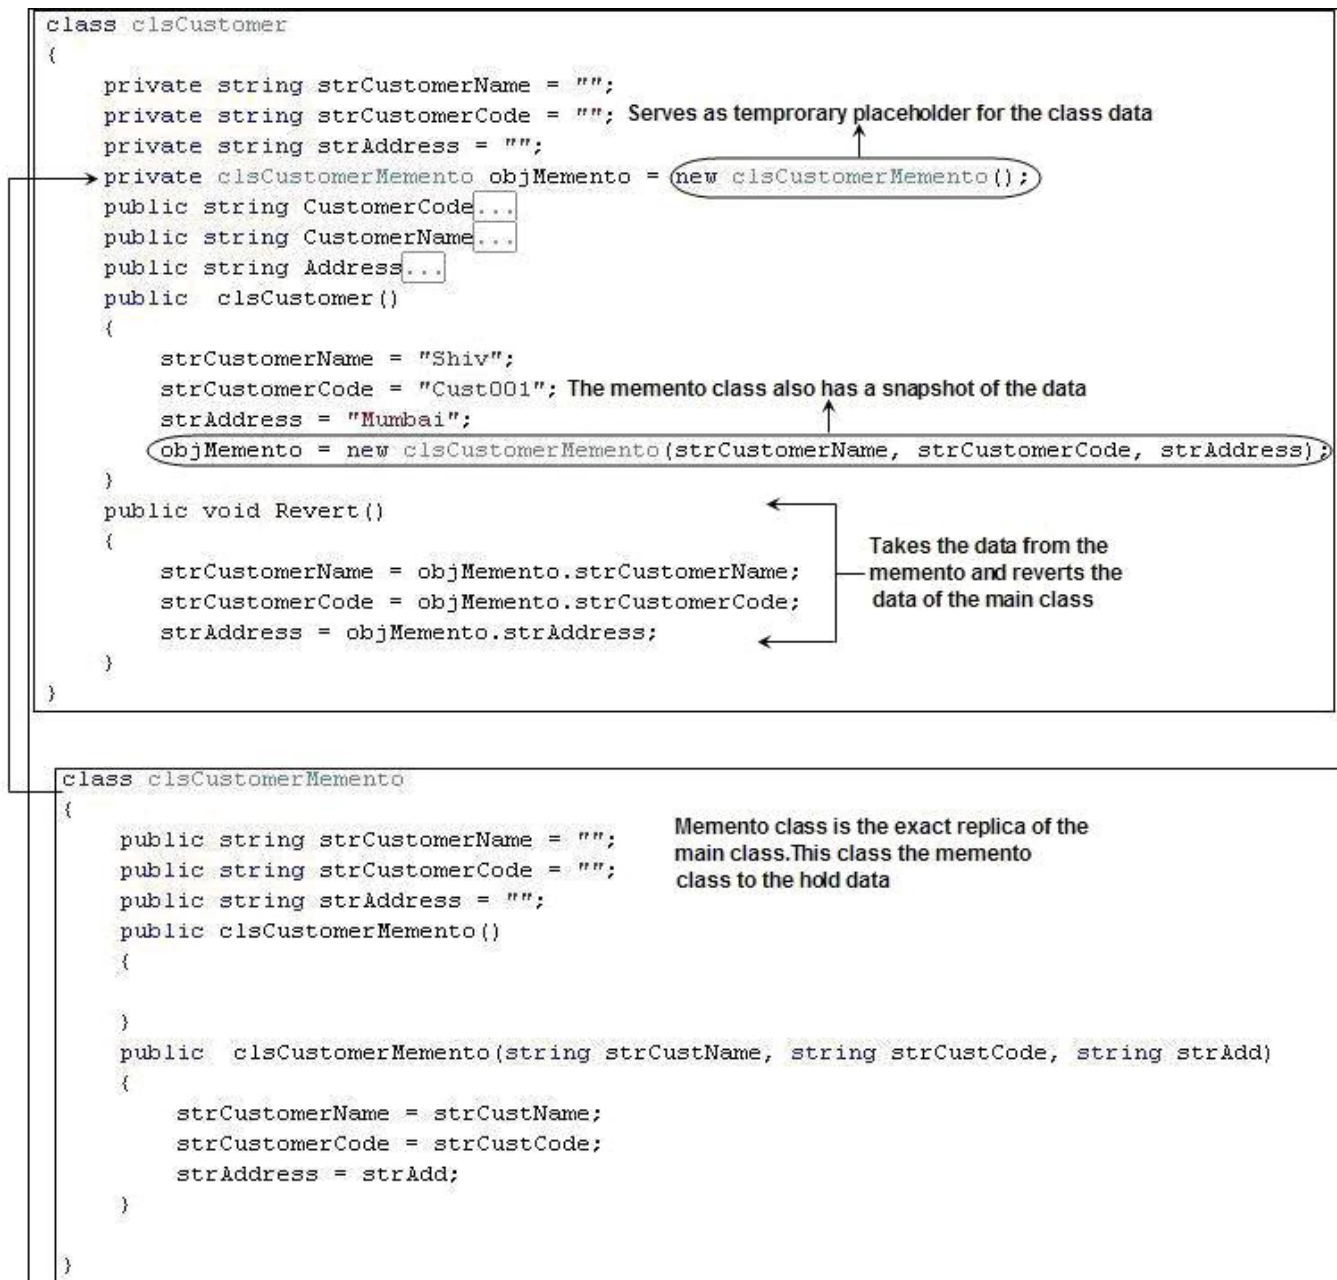 class clsCustomer
{
private string strCustomerName = "";
private string strCustomerCode = ""; Serves as temprorary placeholder for the class data
private string strAddress = "";
private clsCustomerMemento objMemento = new clsCustomerMemento();
public string CustomerCode...
public string CustomerName...
public string Address...
public clsCustomer()
{
strCustomerName = "Shiv";
strCustomerCode = "Cust001"; The memento class also has a snapshot of the data
strAddress = "Mumbai";
objMemento = new clsCustomerMemento(strCustomerName, strCustomerCode, strAddress);
}
public void Revert()
{
strCustomerName = objMemento.strCustomerName;
strCustomerCode = objMemento.strCustomerCode;
strAddress = objMemento.strAddress;
}
}
Takes the data from the
memento and reverts the
data of the main class
class clsCustomerMemento
{
public string strCustomerName = "";
public string strCustomerCode = "";
public string strAddress = "";
public clsCustomerMemento()
{
}
public clsCustomerMemento(string strCustName, string strCustCode, string strAdd)
{
strCustomerName = strCustName;
strCustomerCode = strCustCode;
strAddress = strAdd;
}
}
Memento class is the exact replica of the
main class.This class the memento
class to the hold data